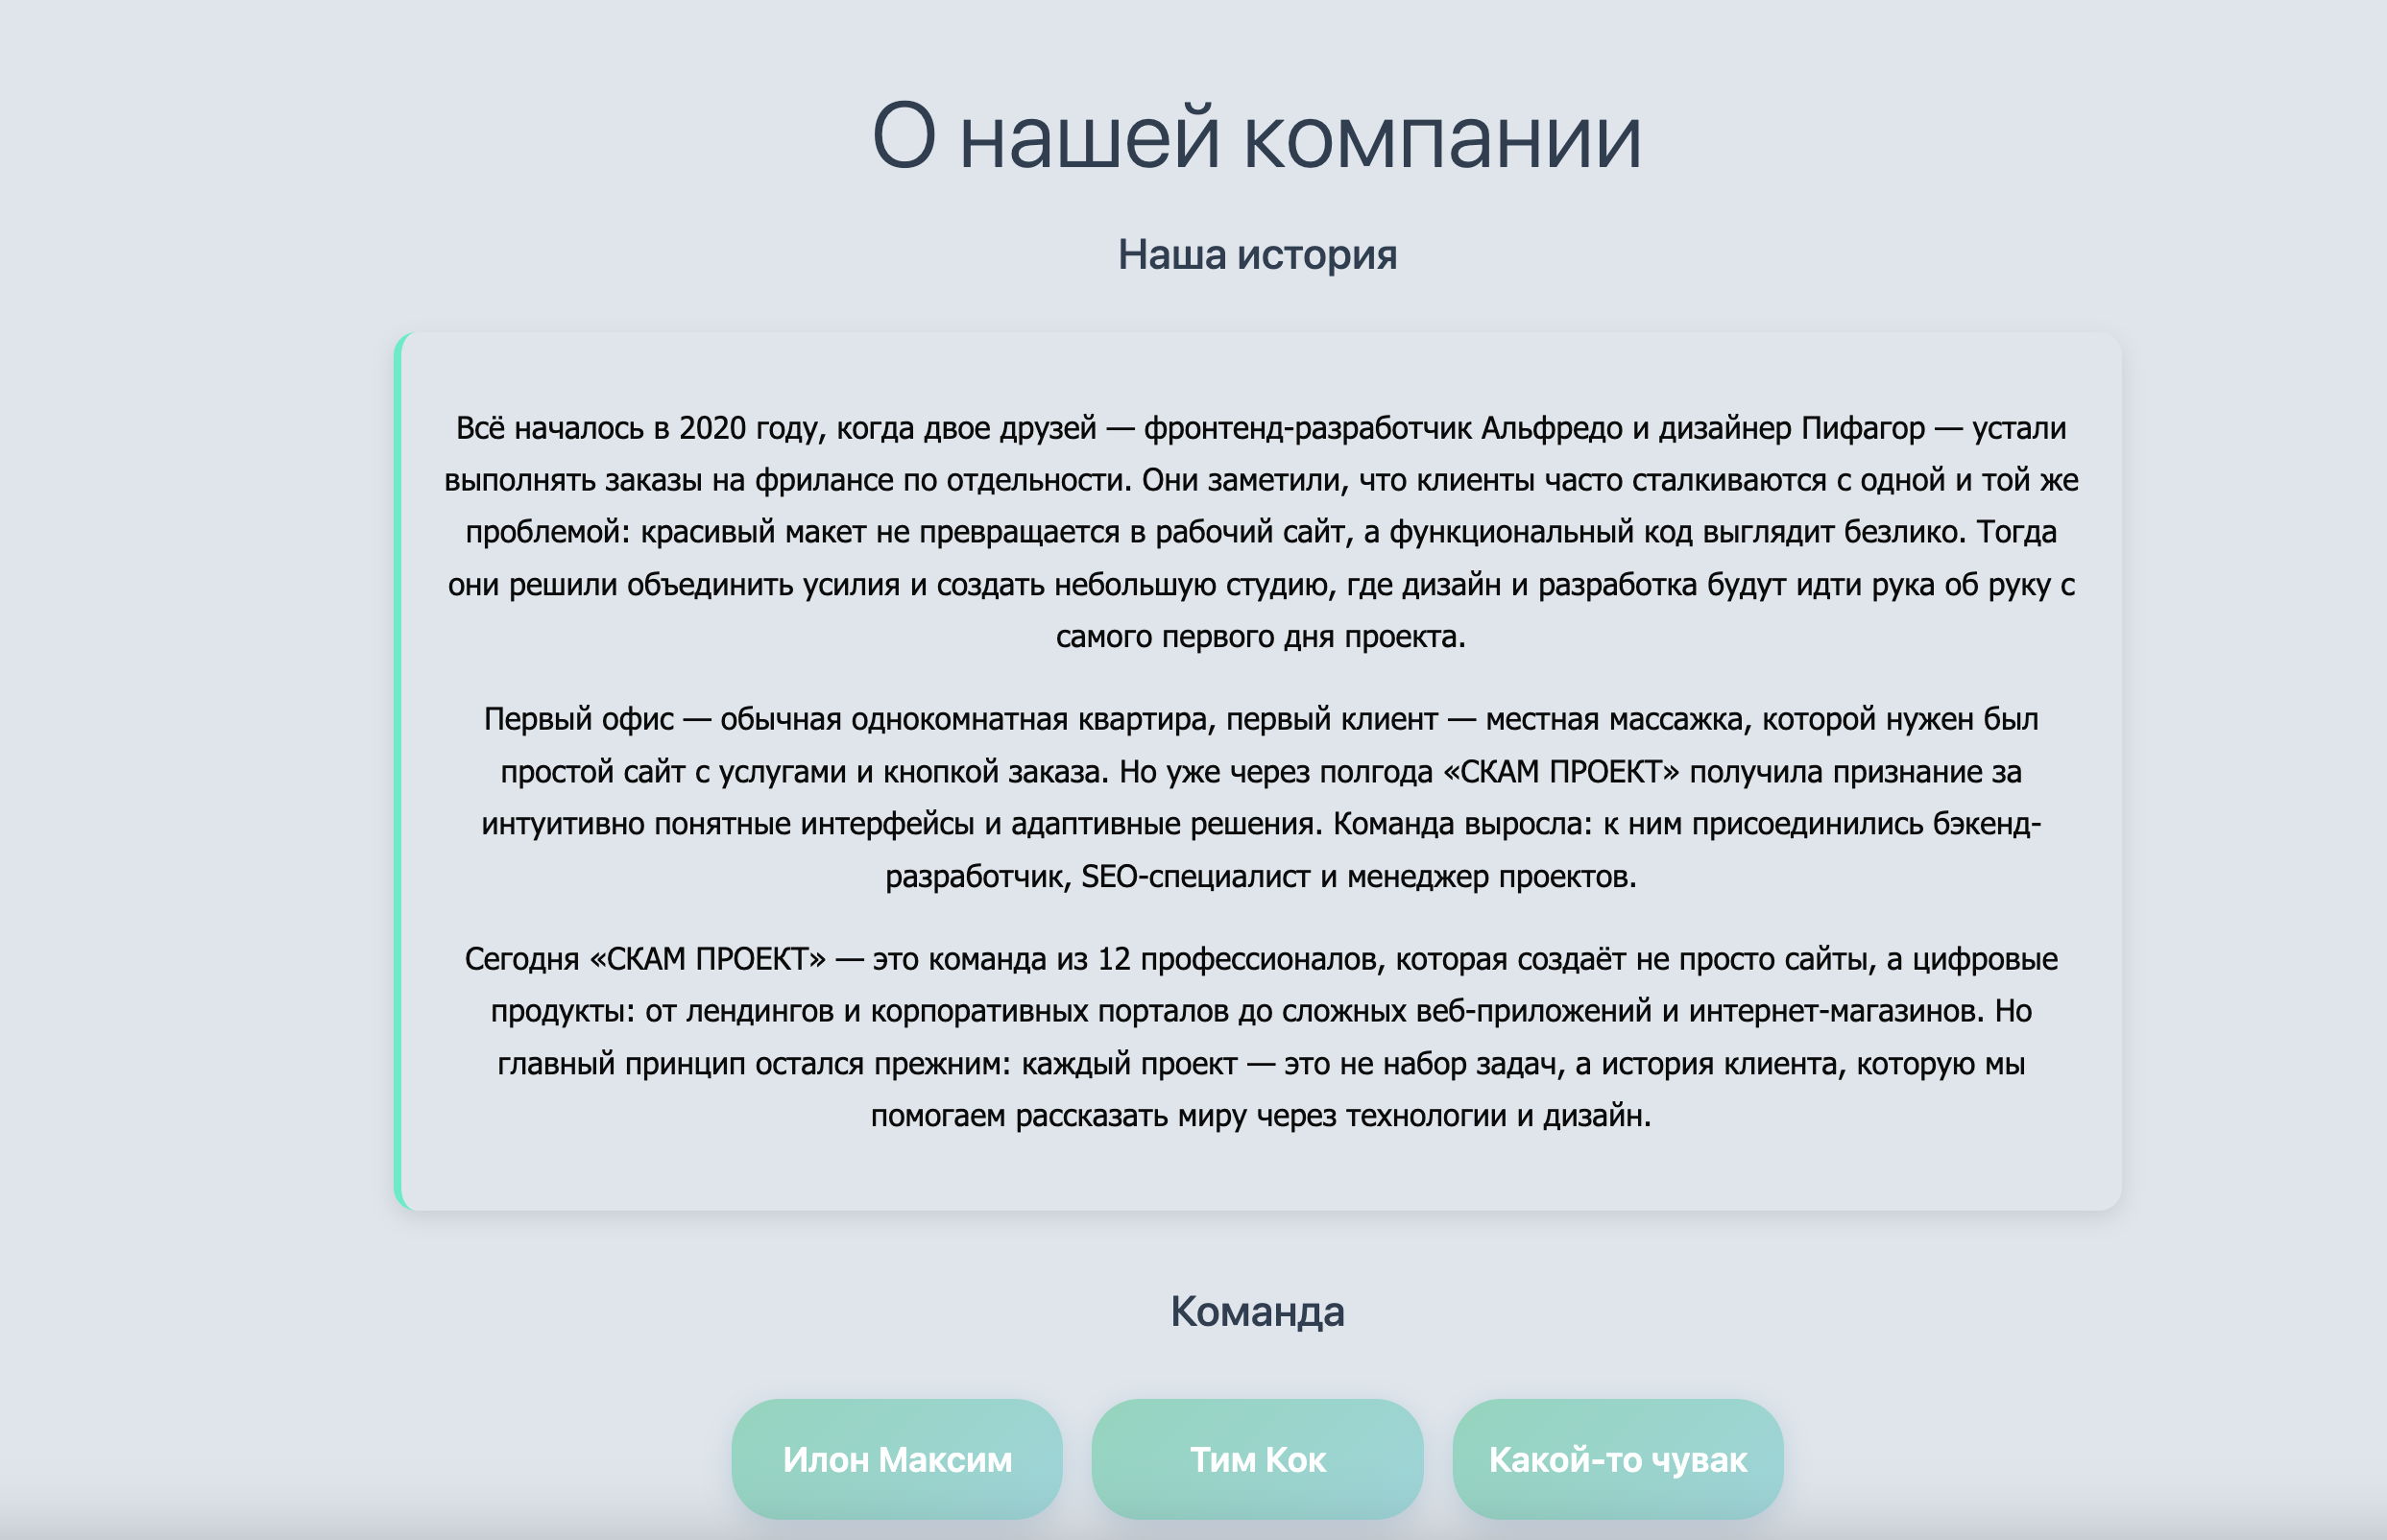 О нашей компании
Наша история
Всё началось в 2020 году, когда двое друзей — фронтенд-разработчик Альфредо и дизайнер Пифагор — устали
выполнять заказы на фрилансе по отдельности. Они заметили, что клиенты часто сталкиваются с одной и той же
проблемой: красивый макет не превращается в рабочий сайт, а функциональный код выглядит безлико. Тогда
они решили объединить усилия и создать небольшую студию, где дизайн и разработка будут идти рука об руку с
самого первого дня проекта.
Первый офис — обычная однокомнатная квартира, первый клиент — местная массажка, которой нужен был
простой сайт с услугами и кнопкой заказа. Но уже через полгода «СКАМ ПРОЕКТ» получила признание за
интуитивно понятные интерфейсы и адаптивные решения. Команда выросла: к ним присоединились бэкенд-
разработчик, SEO-специалист и менеджер проектов.
Сегодня «СКАМ ПРОЕКТ» — это команда из 12 профессионалов, которая создаёт не просто сайты, а цифровые
продукты: от лендингов и корпоративных порталов до сложных веб-приложений и интернет-магазинов. Но
главный принцип остался прежним: каждый проект — это не набор задач, а история клиента, которую мы
помогаем рассказать миру через технологии и дизайн.
Команда
Илон Максим
Тим Кок
Какой-то чувак